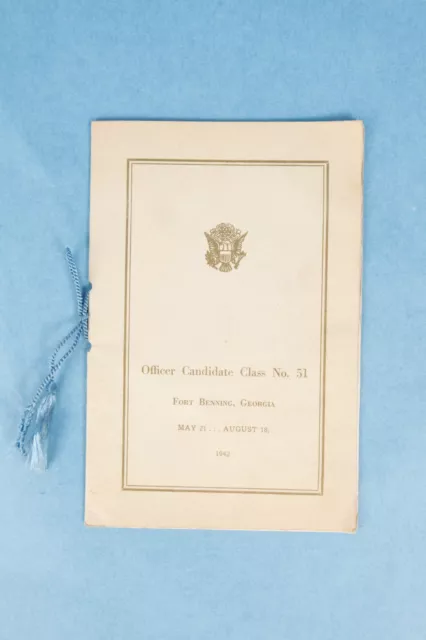 Officer Candidate Class No. 51
Fort Benning, Georgia
MAY 21 . . . AUGUST 18,
1942